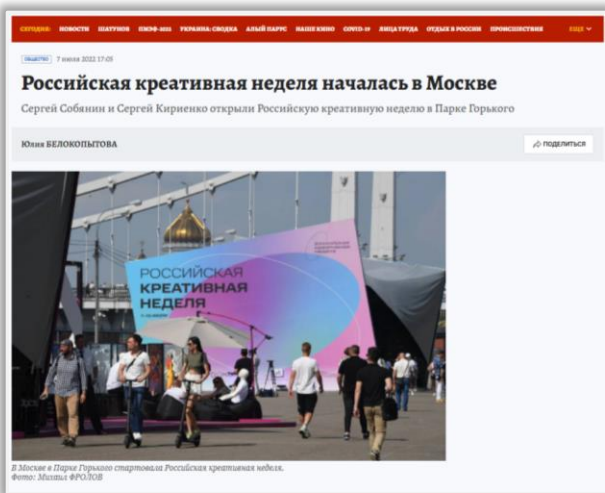 СЕГОДНЯ: НОВОСТИ ШАТУНОВ ПМЭФ-2022 УКРАИНА: СВОДКА АЛЫЙ ПАРУС НАШЕ КИНО COVID-19 ЛИЦА ТРУДА ОТДЫХ В РОССИИ ПРОИСШЕСТВИЯ ЕЩЕ
ОБЩЕСТВО 7 июля 2022 17:05
Российская креативная неделя началась в Москве
Сергей Собянин и Сергей Кириенко открыли Российскую креативную неделю в Парке Горького
Юлия БЕЛОКОПЫТОВА
ПОДЕЛИТЬСЯ
РОССИЙСКАЯ
КРЕАТИВНАЯ
НЕДЕЛЯ
В Москве в Парке Горького стартовала Российская креативная неделя.
Фото: Михаил ФРОЛОВ